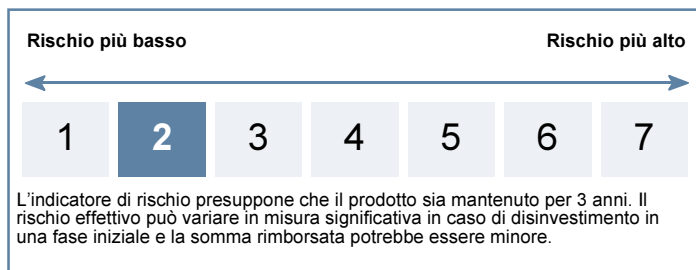 Rischio più basso Rischio più alto
1 2 3 4 5 6 7
L'indicatore di rischio presuppone che il prodotto sia mantenuto per 3 anni. Il
rischio effettivo può variare in misura significativa in caso di disinvestimento in
una fase iniziale e la somma rimborsata potrebbe essere minore.